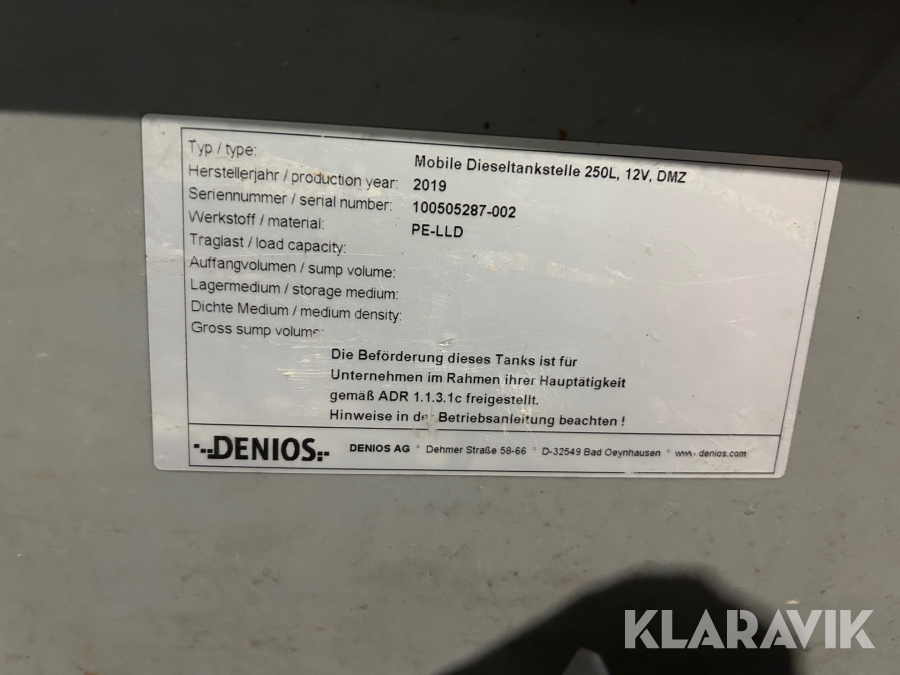 Typ / type: Mobile Dieseltankstelle 250L, 12V, DMZ
Herstellerjahr / production year: 2019
Seriennummer / serial number: 100505287-002
Werkstoff / material: PE-LLD
Traglast / load capacity:
Auffangvolumen / sump volume:
Lagermedium / storage medium:
Dichte Medium / medium density:
Gross sump volume:
Die Beförderung dieses Tanks ist für
Unternehmen im Rahmen ihrer Haupttätigkeit
gemäß ADR 1.1.3.1c freigestellt.
Hinweise in der Betriebsanleitung beachten !
DENIOS DENIOS AG * Dehmer Straße 58-66 * D-32549 Bad Oeynhausen * www.denios.com
KLARAVIK